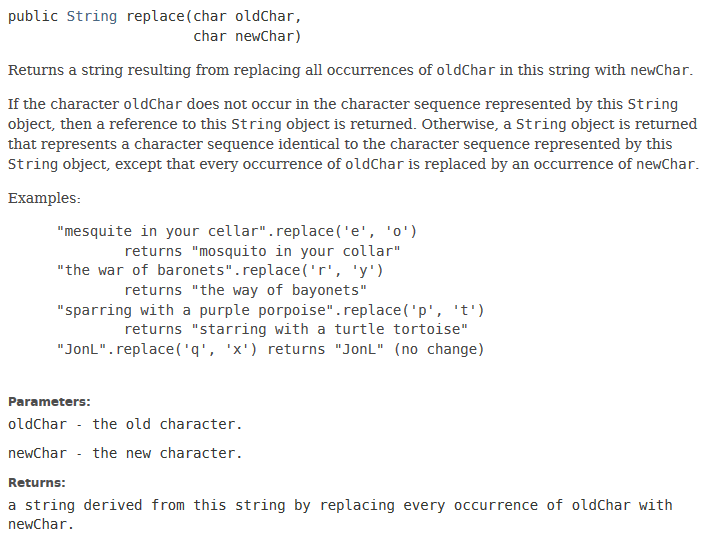 public String replace(char oldChar,
                      char newChar)
Returns a string resulting from replacing all occurrences of oldChar in this string with newChar.
If the character oldChar does not occur in the character sequence represented by this String
object, then a reference to this String object is returned. Otherwise, a String object is returned
that represents a character sequence identical to the character sequence represented by this
String object, except that every occurrence of oldChar is replaced by an occurrence of newChar.
Examples:
"mesquite in your cellar".replace('e', 'o')
        returns "mosquito in your collar"
"the war of baronets".replace('r', 'y')
        returns "the way of bayonets"
"sparring with a purple porpoise".replace('p', 't')
        returns "starring with a turtle tortoise"
"JonL".replace('q', 'x') returns "JonL" (no change)
Parameters:
oldChar - the old character.
newChar - the new character.
Returns:
a string derived from this string by replacing every occurrence of oldChar with
newChar.